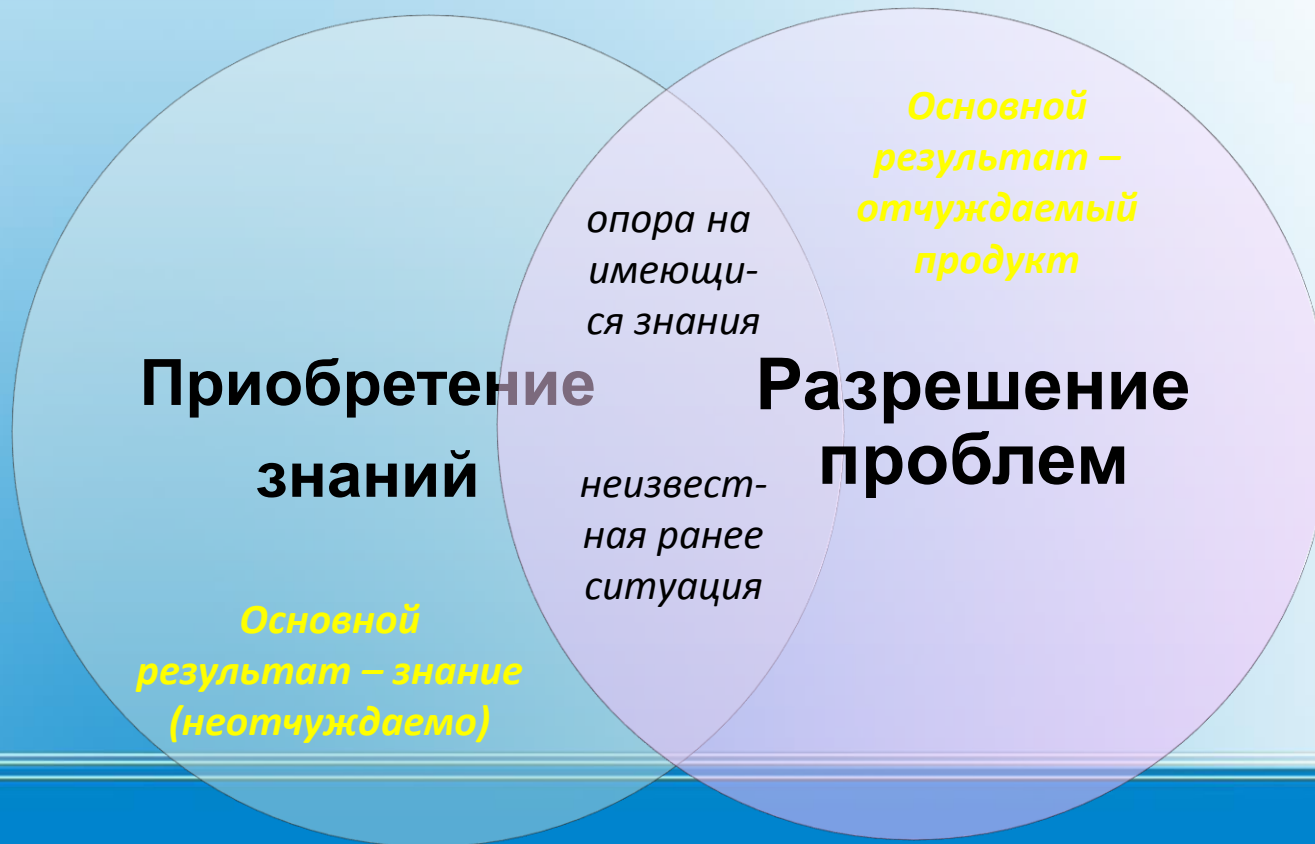 Приобретение
знаний
Основной
результат – знание
(неотчуждаемо)
опора на
имеющи-
ся знания
неизвест-
ная ранее
ситуация
Основной
результат –
отчуждаемый
продукт
Разрешение
проблем